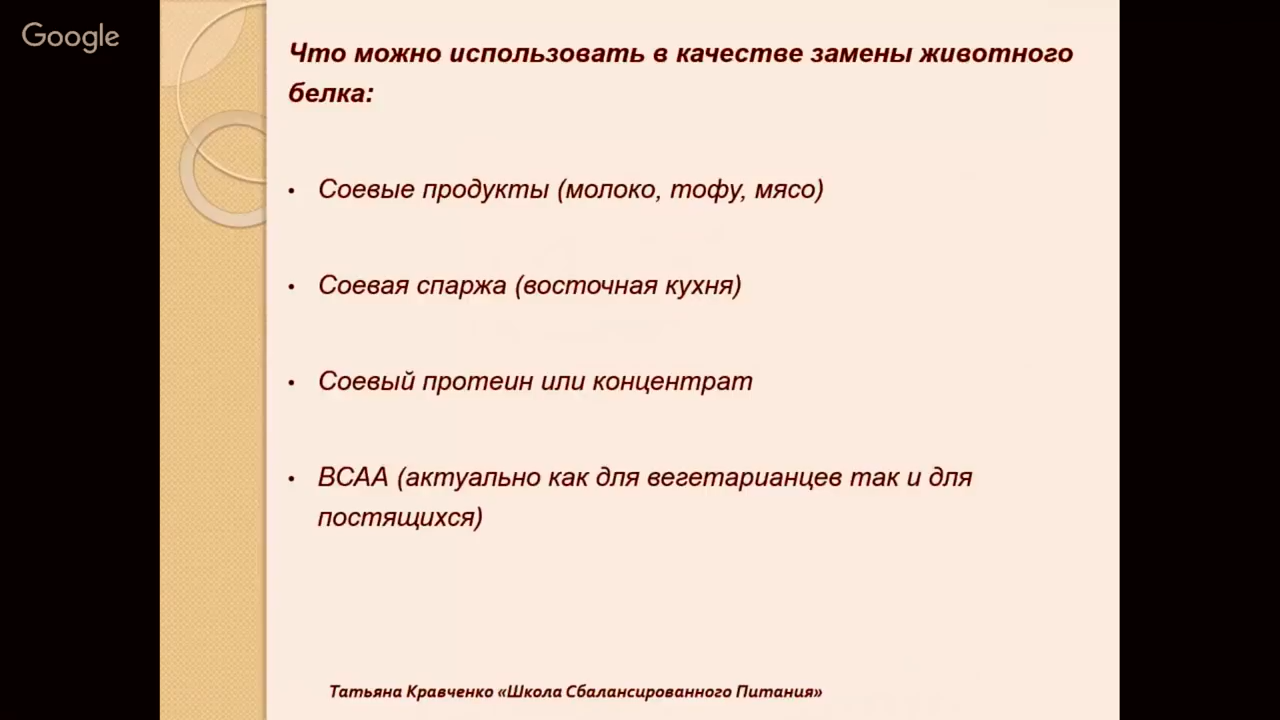 Google
Что можно использовать в качестве замены животного
белка:
• Соевые продукты (молоко, тофу, мясо)
• Соевая спаржа (восточная кухня)
• Соевый протеин или концентрат
• ВСАА (актуально как для вегетарианцев так и для
постящихся)
Татьяна Кравченко «Школа Сбалансированного Питания»